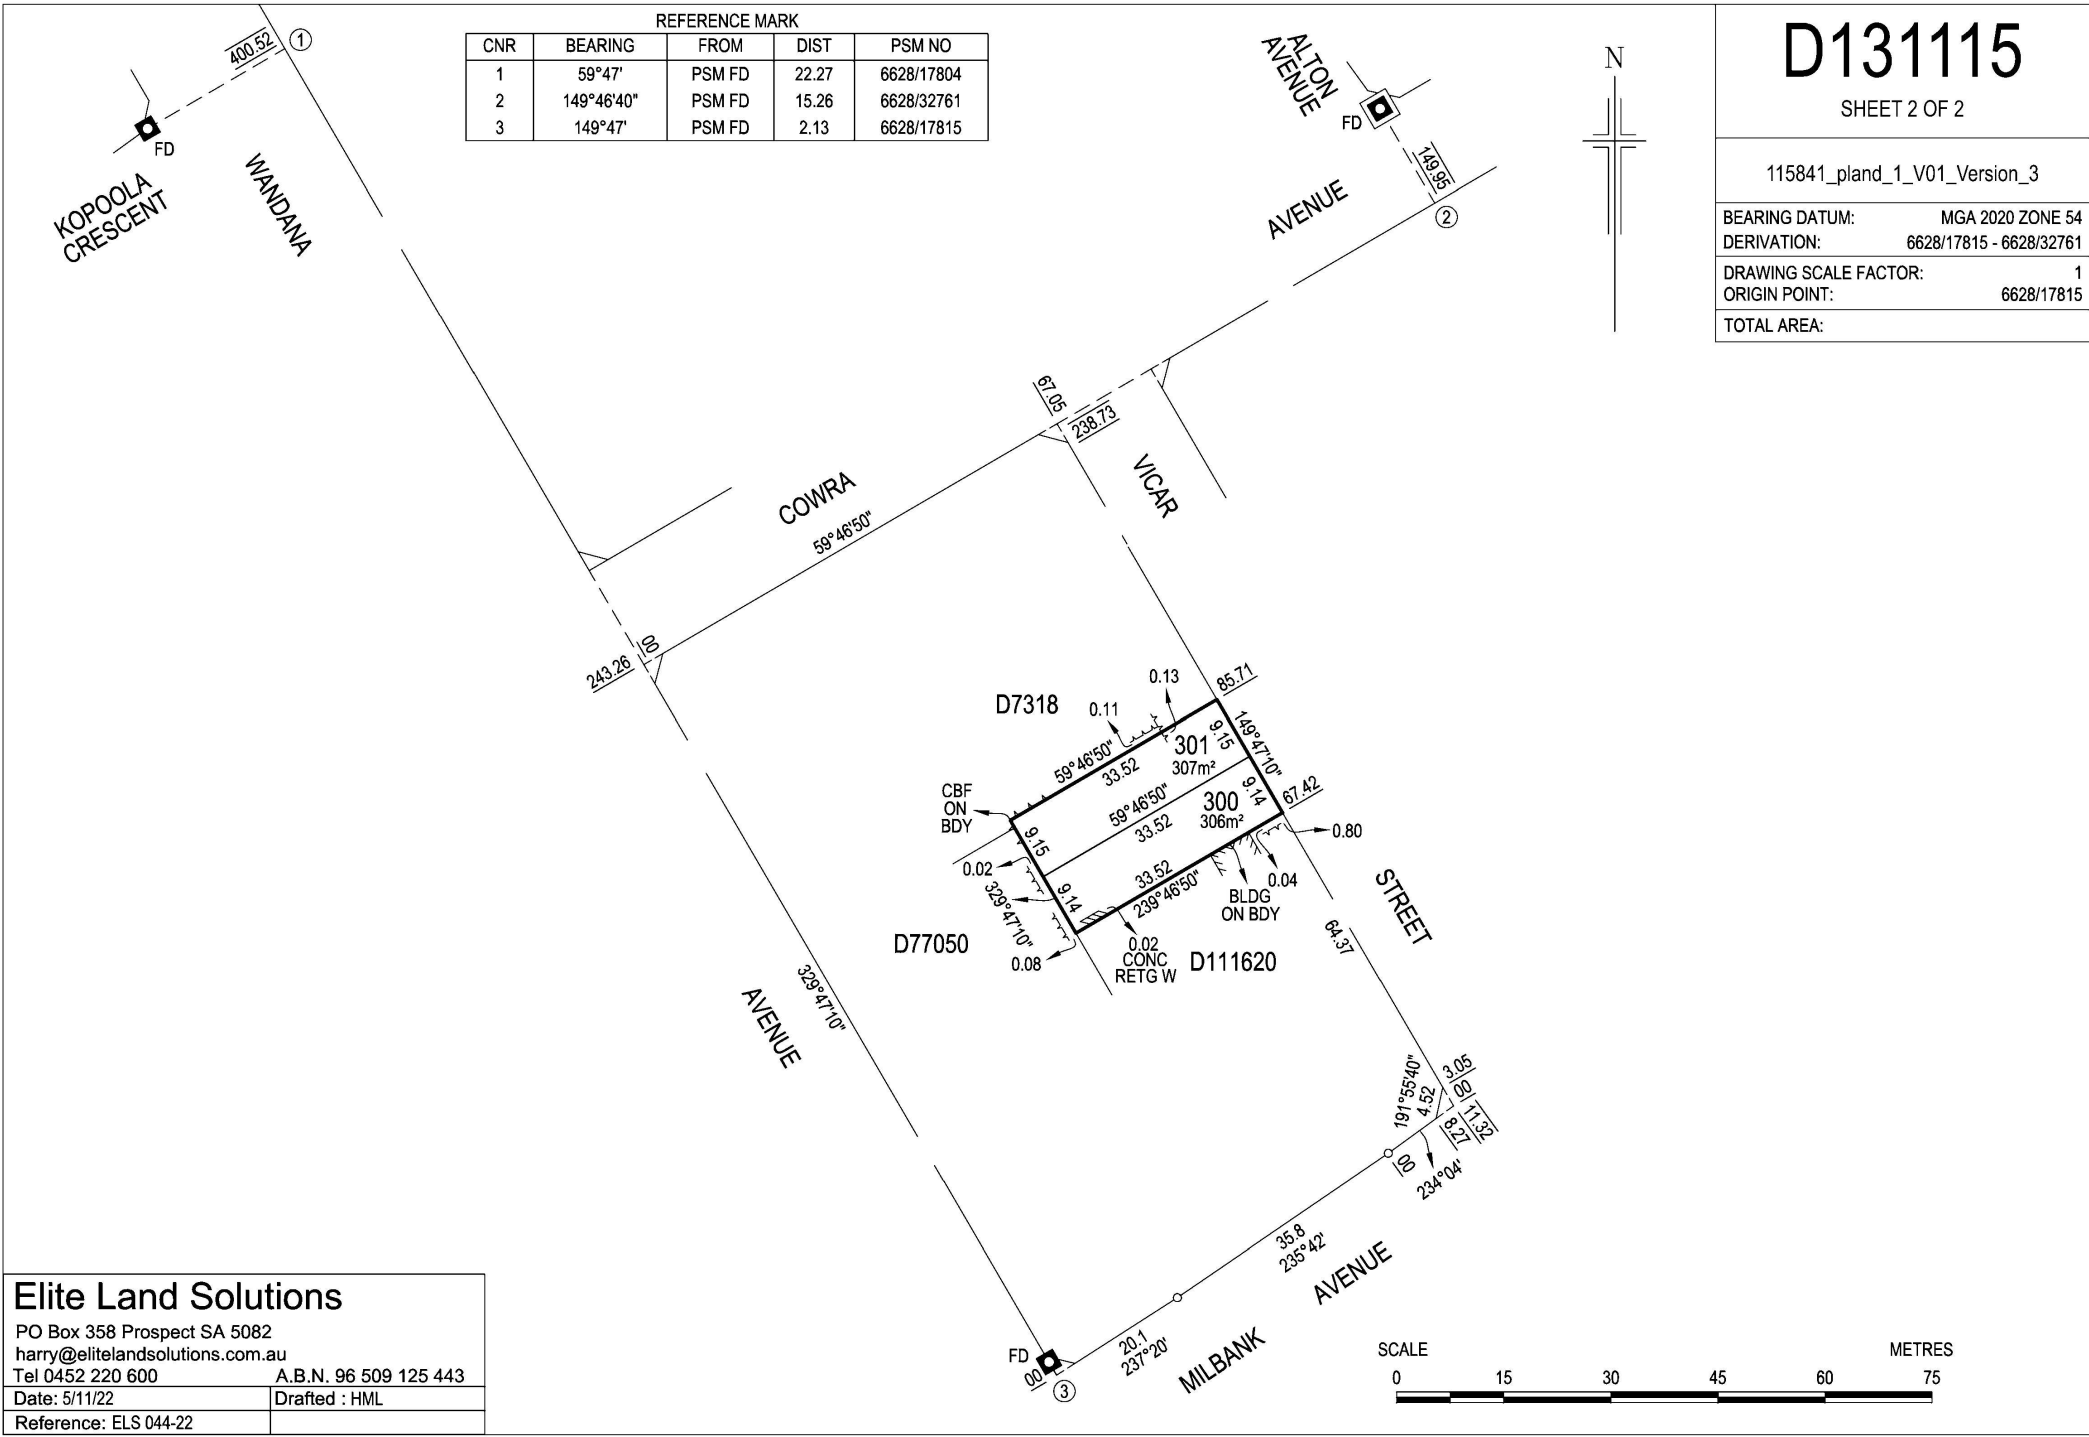 REFERENCE MARK
CNR BEARING FROM DIST PSM NO
1 59°47' PSM FD 22.27 6628/17804
2 149°46'40" PSM FD 15.26 6628/32761
3 149°47' PSM FD 2.13 6628/17815
D131115
SHEET 2 OF 2
115841_pland_1_V01_Version_3
BEARING DATUM: MGA 2020 ZONE 54
DERIVATION: 6628/17815 - 6628/32761
DRAWING SCALE FACTOR: 1
ORIGIN POINT: 6628/17815
TOTAL AREA:
N
400.52
1
FD
KOPOOLA
CRESCENT
WANDANA
ALTON
AVENUE
FD
149.95
2
AVENUE
67.05
238.73
COWRA
59°46'50"
VICAR
243.26
00
D7318
0.11
0.13
85.71
149°47'10"
9.15
301
307m²
59°46'50"
33.52
CBF
ON
BDY
9.15
59°46'50"
33.52
300
306m²
9.14
67.42
0.80
0.02
329°47'10"
9.14
33.52
239°46'50"
0.04
BLDG
ON BDY
0.08
0.02
CONC
RETG W
D77050
D111620
STREET
64.37
329°47'10"
AVENUE
191°55'40"
4.52
3.05
00
11.32
8.27
00
234°04'
35.8
235°42'
20.1
237°20'
MILBANK
AVENUE
FD
00
3
SCALE METRES
0 15 30 45 60 75
Elite Land Solutions
PO Box 358 Prospect SA 5082
harry@elitelandsolutions.com.au
Tel 0452 220 600 A.B.N. 96 509 125 443
Date: 5/11/22 Drafted : HML
Reference: ELS 044-22